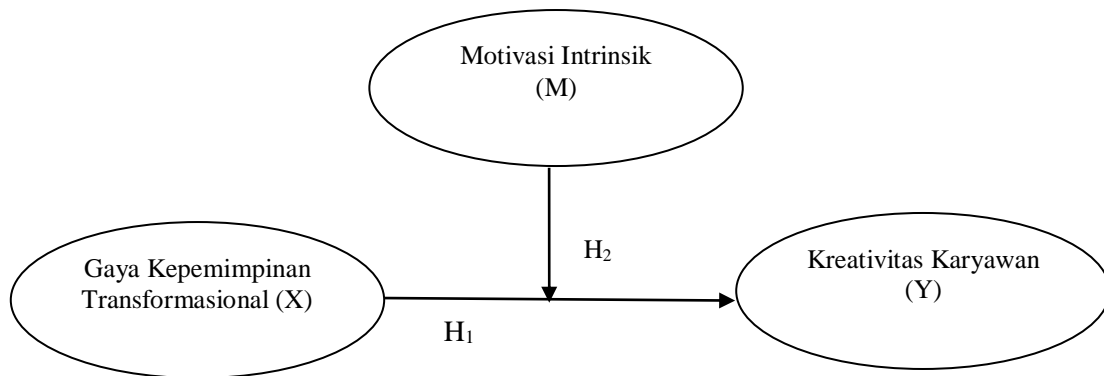 Motivasi Intrinsik
(M)
H₂
Gaya Kepemimpinan
Transformasional (X)
Kreativitas Karyawan
(Y)
H₁